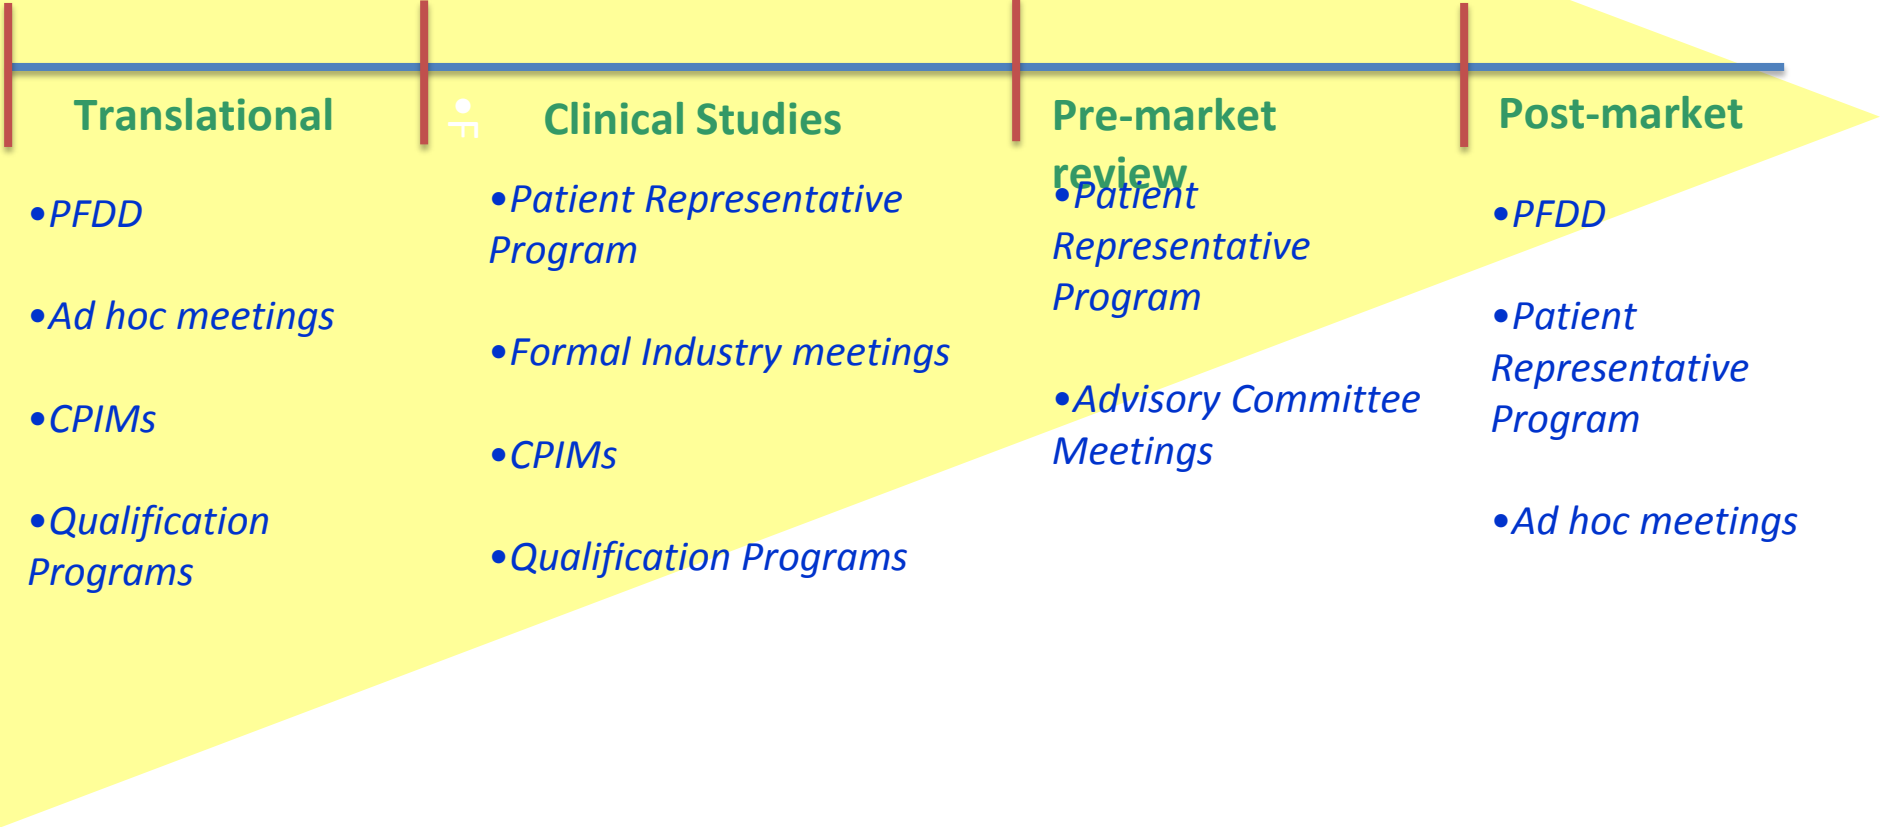 Translational
•PFDD
•Ad hoc meetings
•CPIMs
•Qualification
Programs
Clinical Studies
•Patient Representative
Program
•Formal Industry meetings
•CPIMs
•Qualification Programs
Pre-market
review
•Patient
Representative
Program
•Advisory Committee
Meetings
Post-market
•PFDD
•Patient
Representative
Program
•Ad hoc meetings